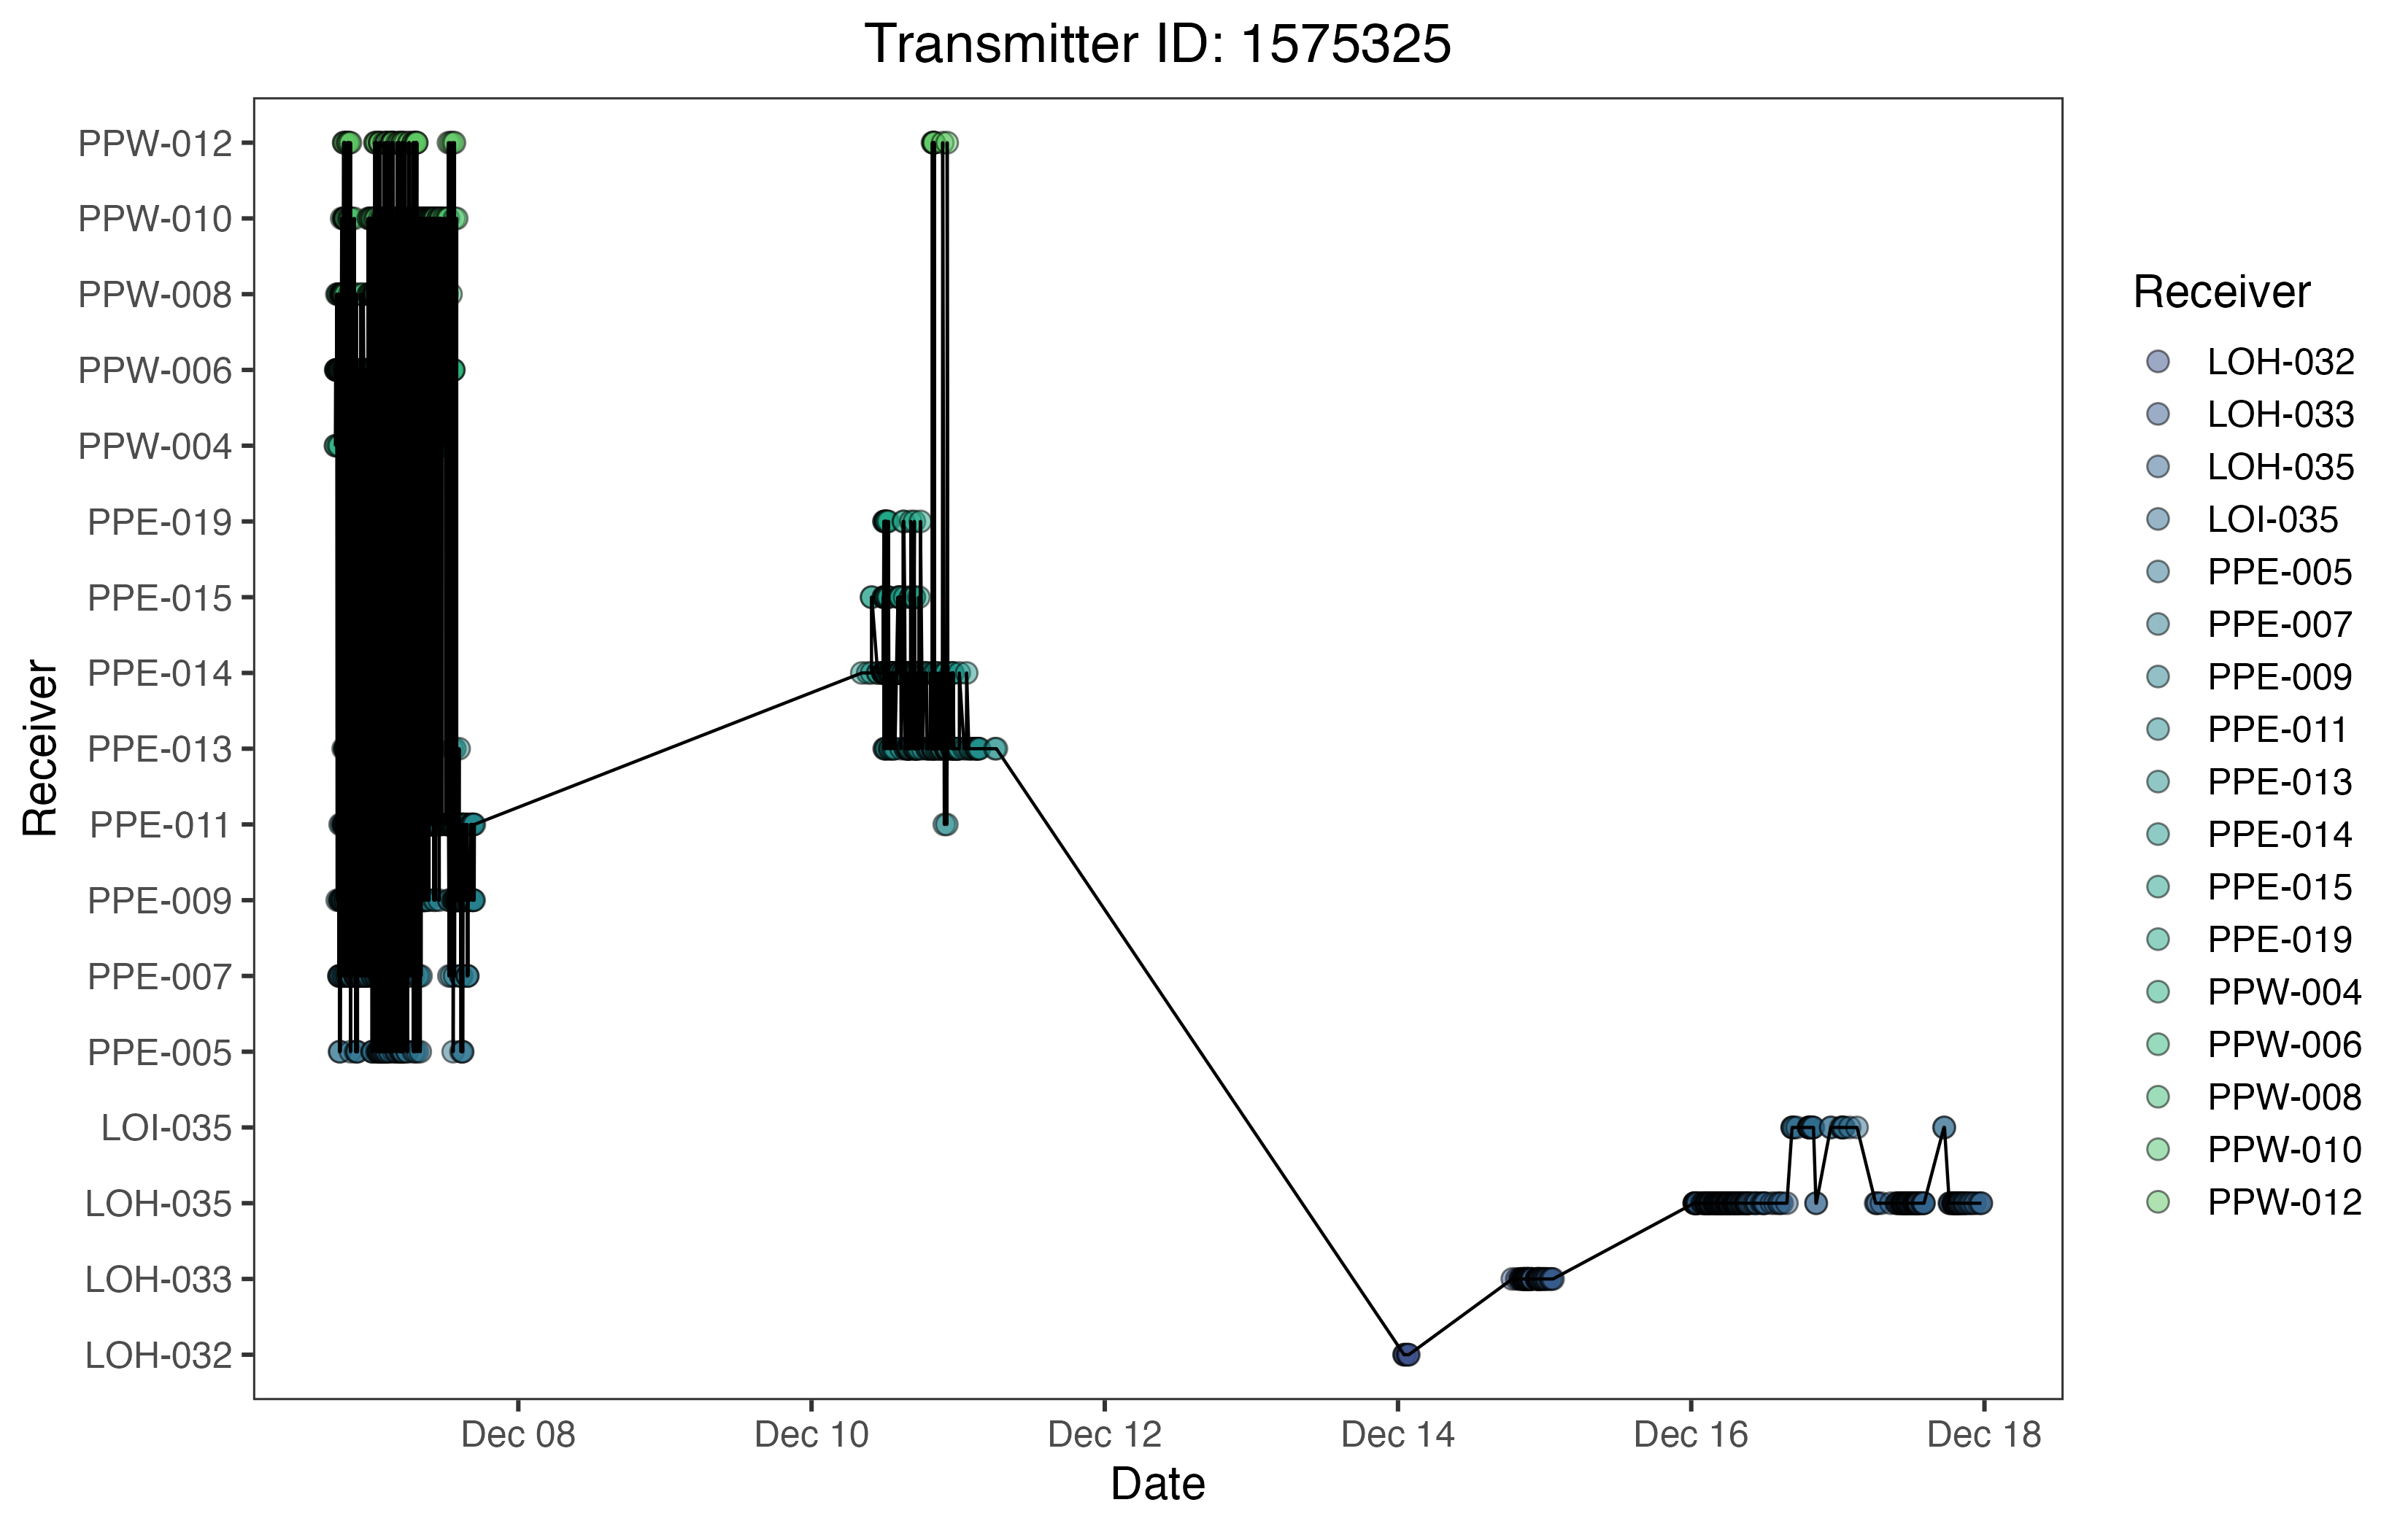 Transmitter ID: 1575325
Receiver
PPW-012
PPW-010
PPW-008
PPW-006
PPW-004
PPE-019
PPE-015
PPE-014
PPE-013
PPE-011
PPE-009
PPE-007
PPE-005
LOI-035
LOH-035
LOH-033
LOH-032
Dec 08
Dec 10
Dec 12
Dec 14
Dec 16
Dec 18
Date
Receiver
LOH-032
LOH-033
LOH-035
LOI-035
PPE-005
PPE-007
PPE-009
PPE-011
PPE-013
PPE-014
PPE-015
PPE-019
PPW-004
PPW-006
PPW-008
PPW-010
PPW-012